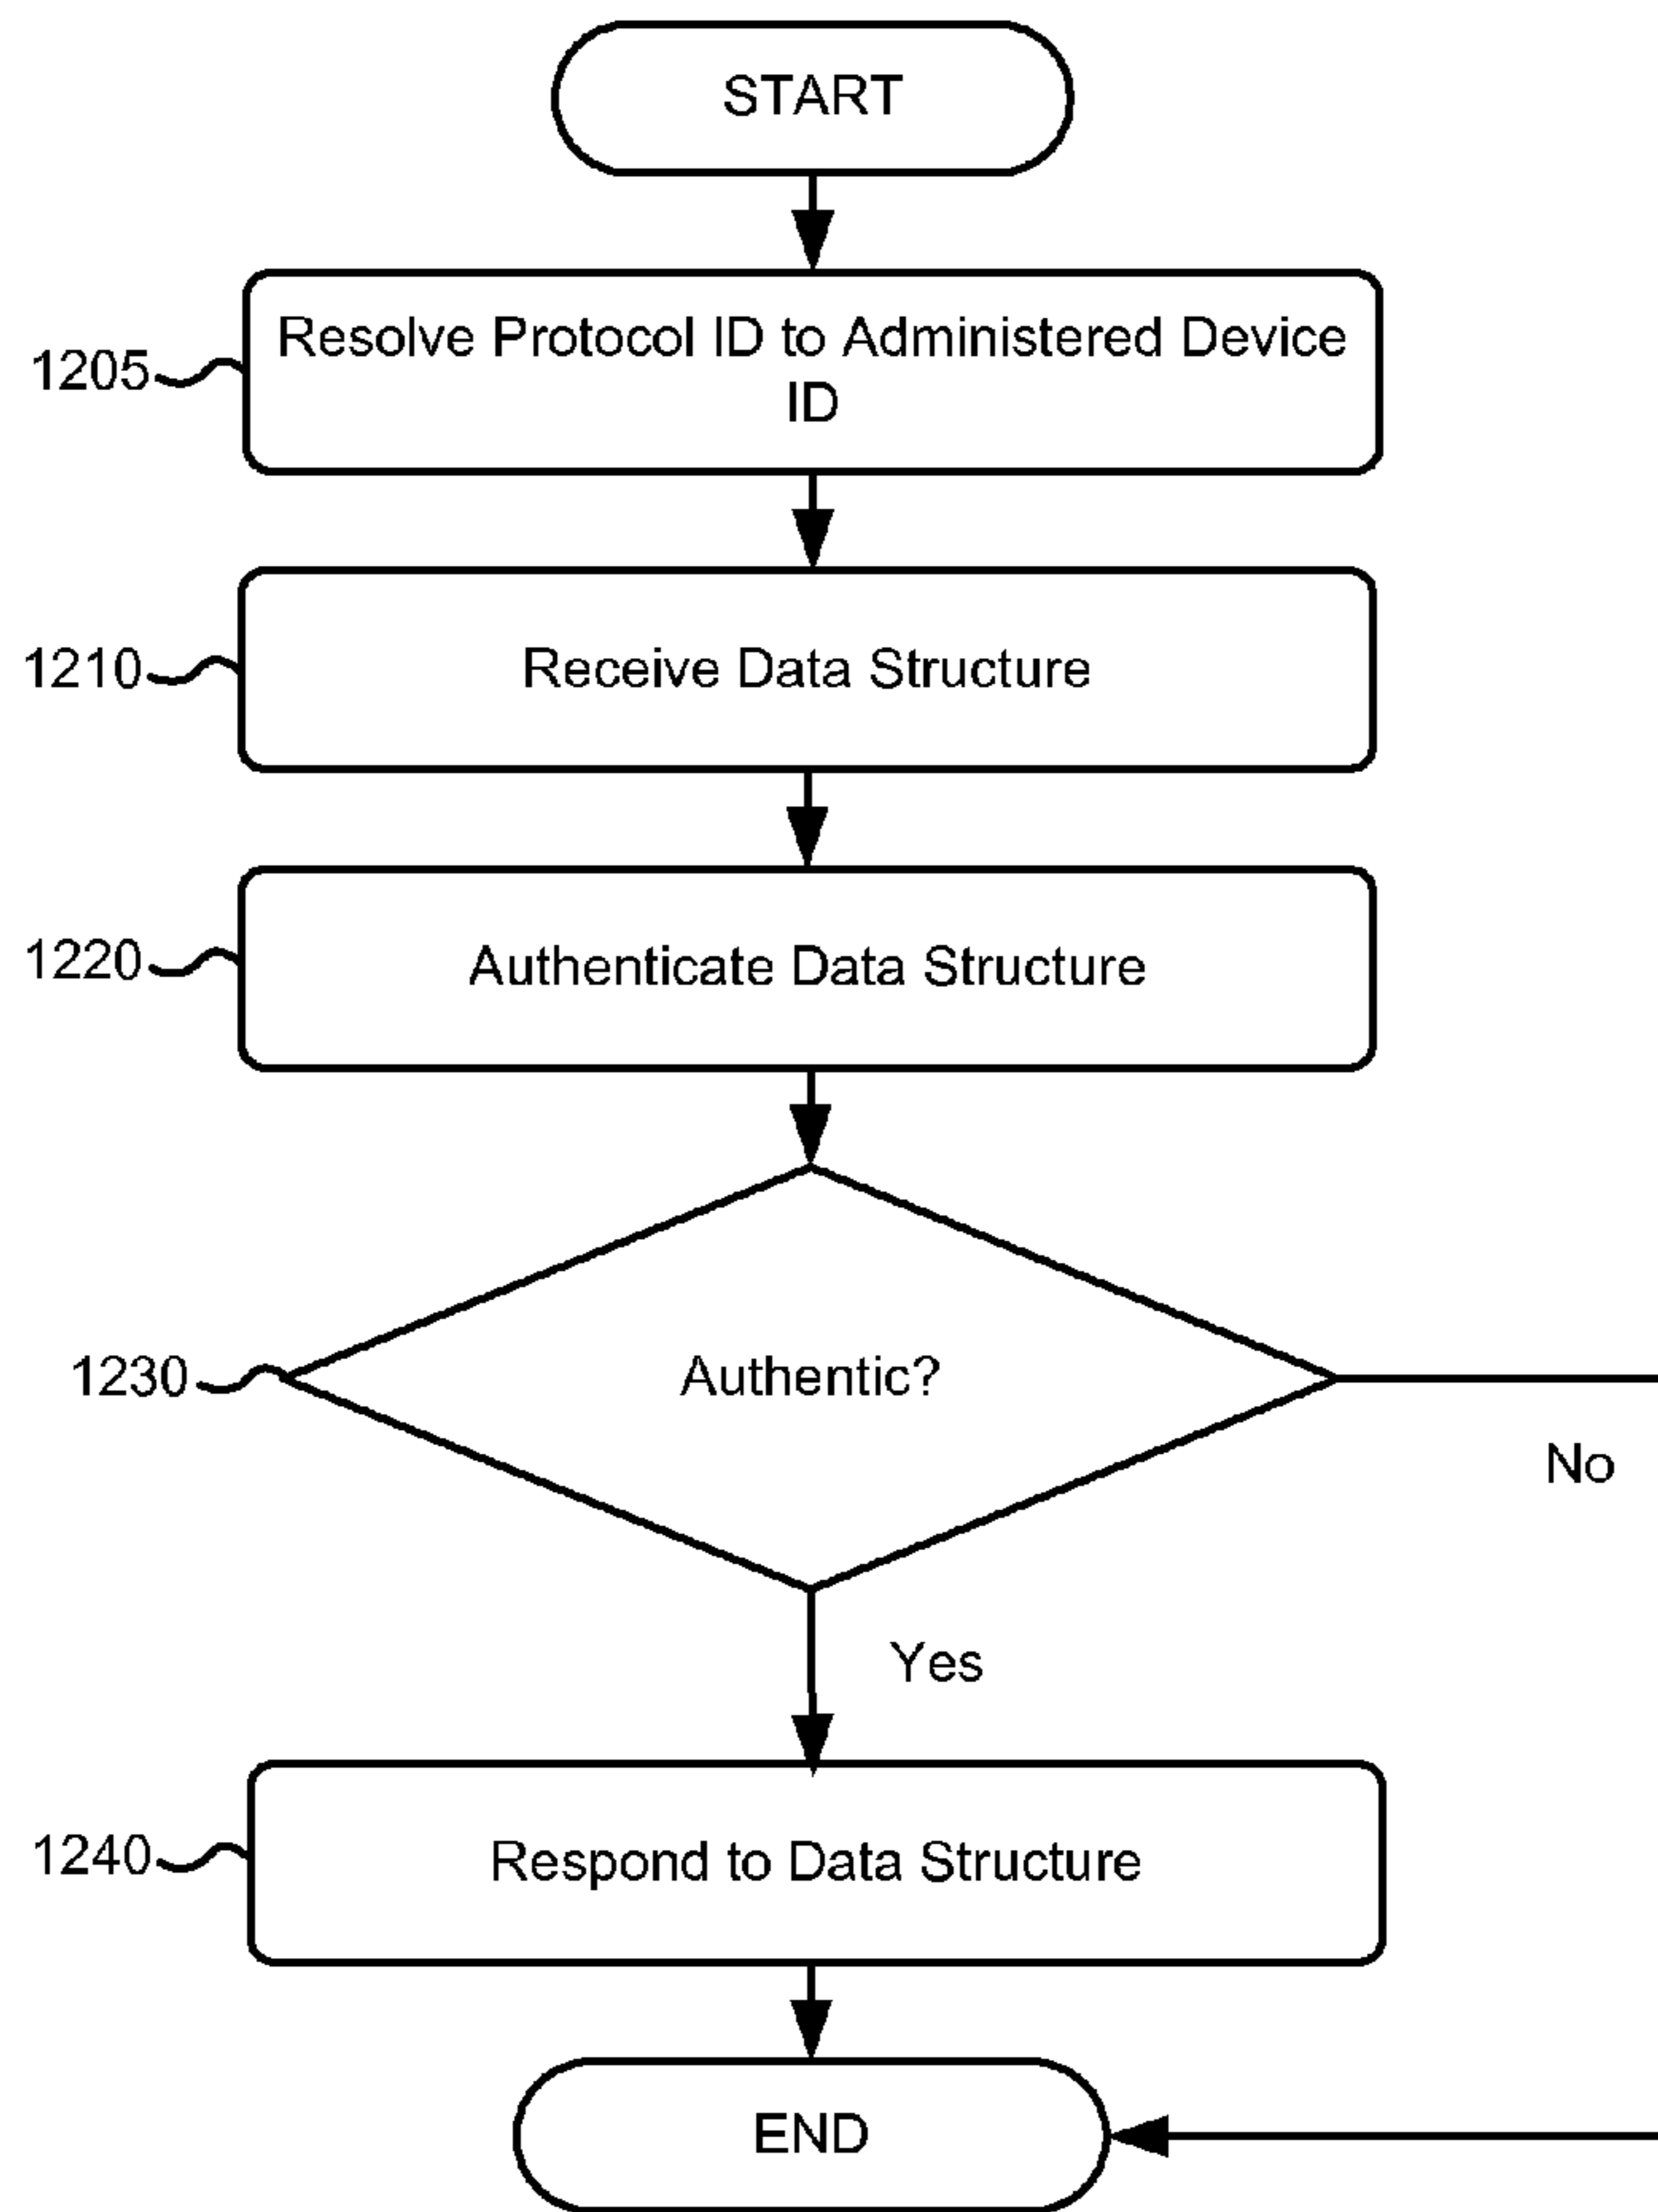 START
1205
Resolve Protocol ID to Administered Device
ID
1210
Receive Data Structure
1220
Authenticate Data Structure
1230
Authentic?
No
Yes
1240
Respond to Data Structure
END